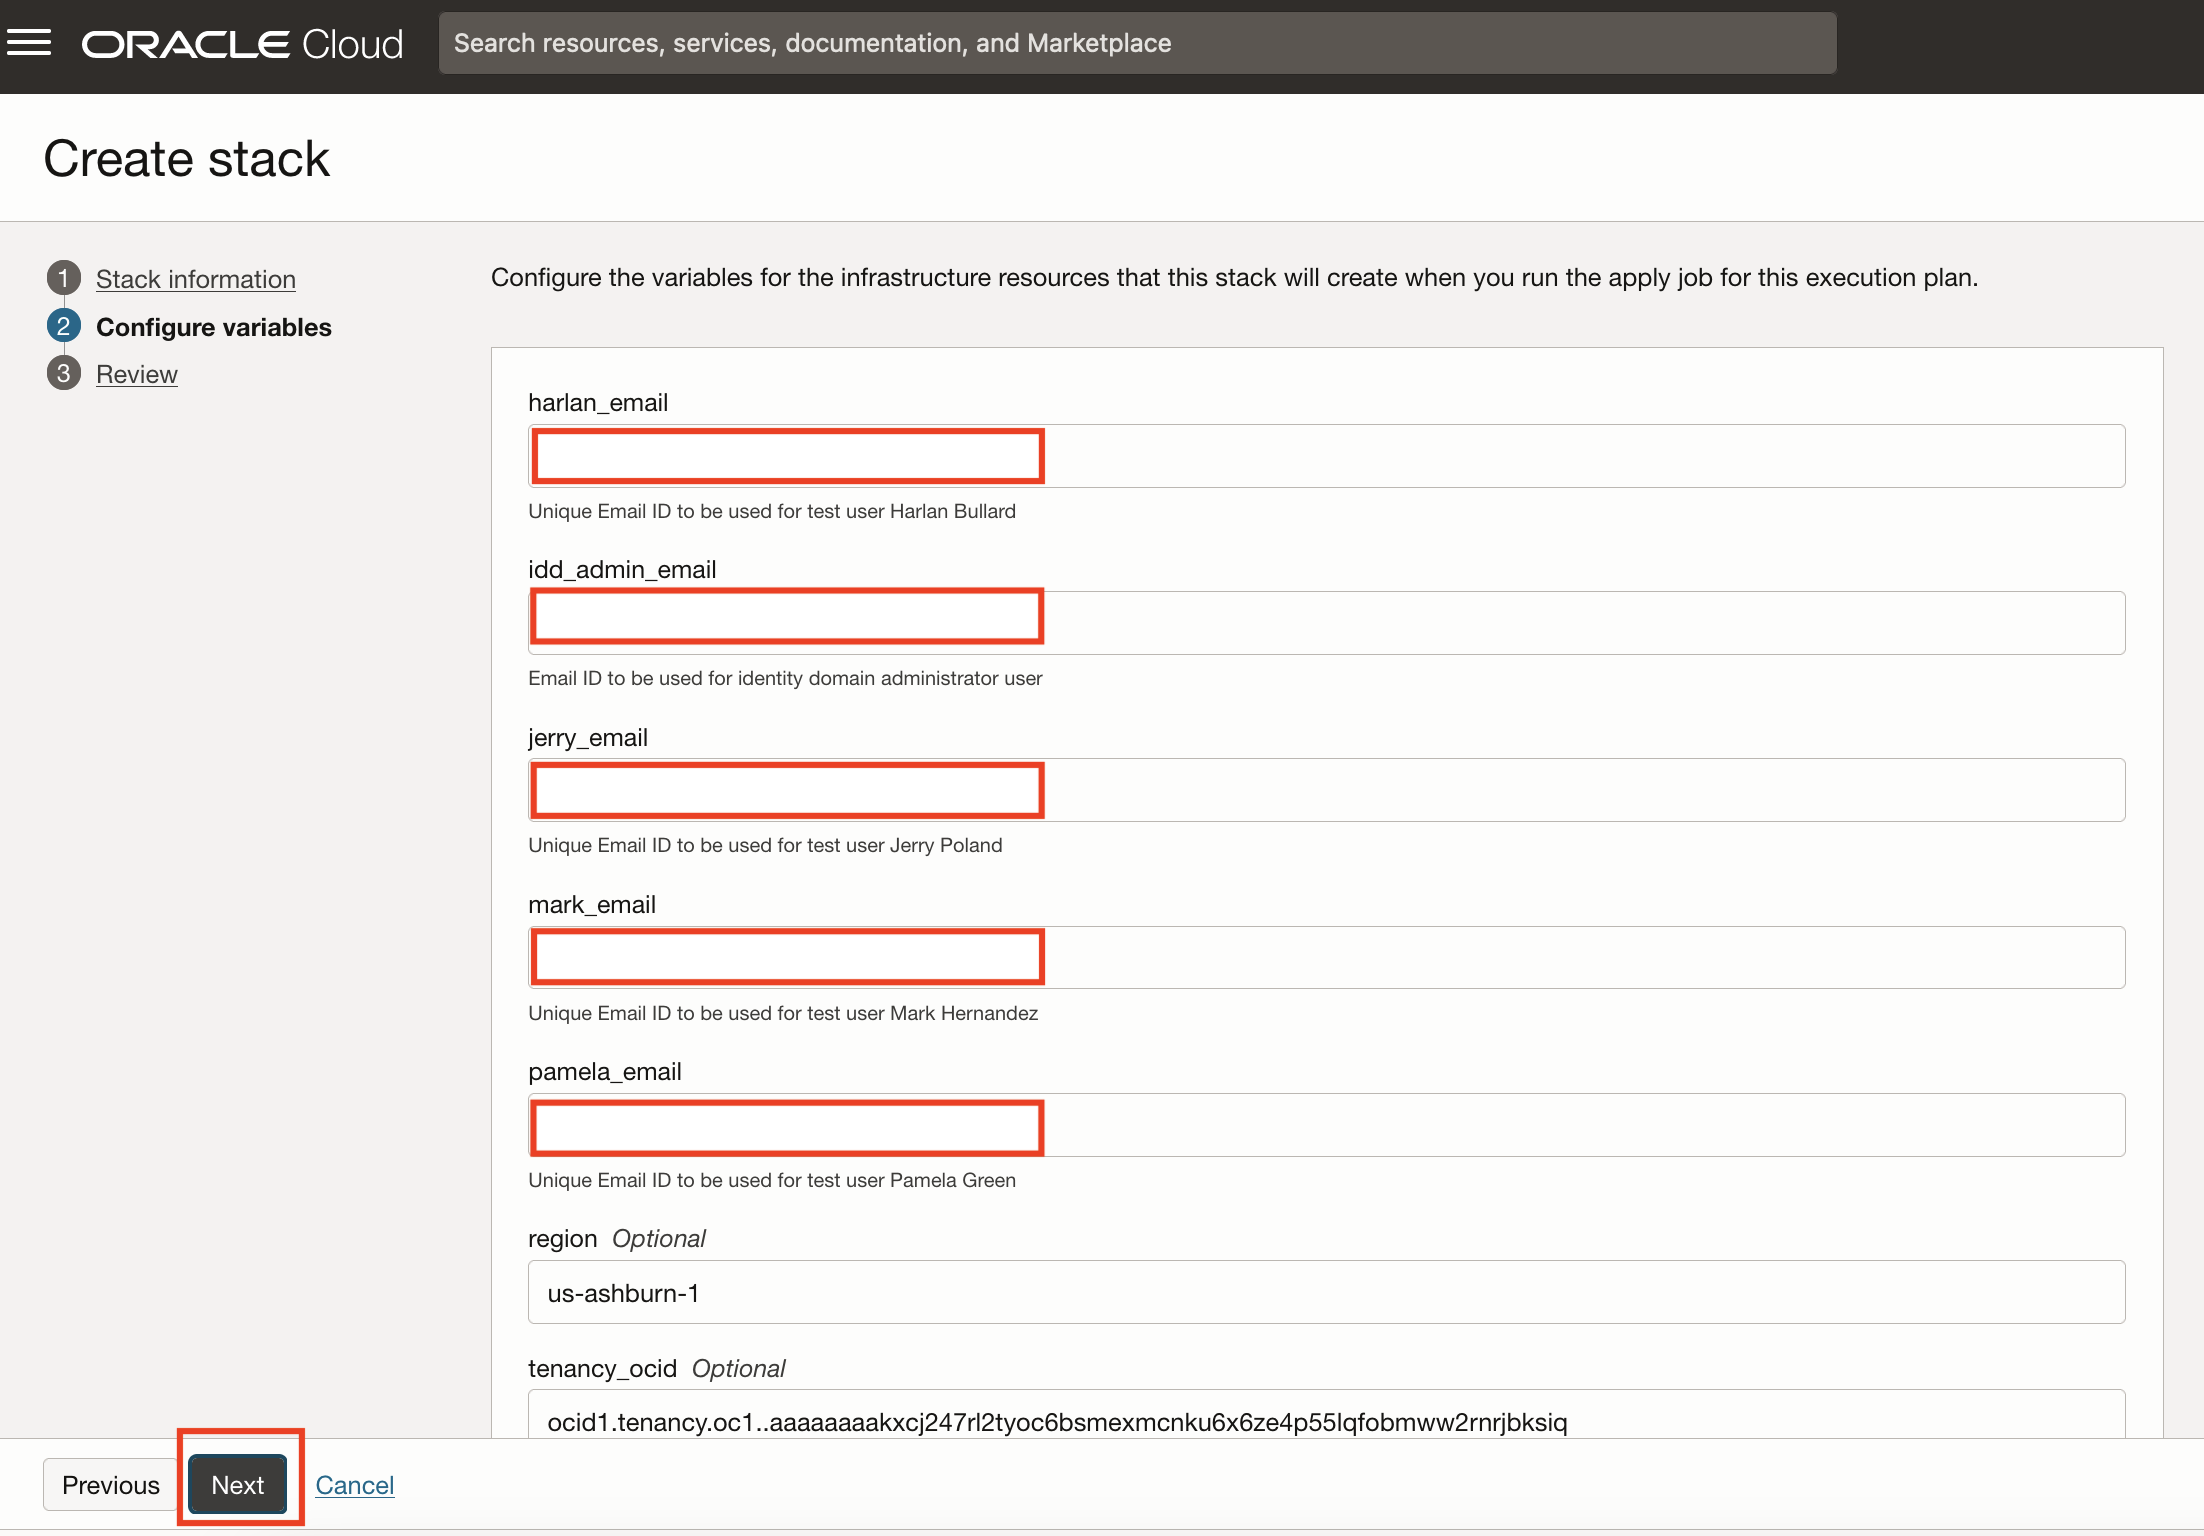 ORACLE Cloud
Search resources, services, documentation, and Marketplace
Create stack
1 Stack information
2 Configure variables
3 Review
Configure the variables for the infrastructure resources that this stack will create when you run the apply job for this execution plan.
harlan_email
Unique Email ID to be used for test user Harlan Bullard
idd_admin_email
Email ID to be used for identity domain administrator user
jerry_email
Unique Email ID to be used for test user Jerry Poland
mark_email
Unique Email ID to be used for test user Mark Hernandez
pamela_email
Unique Email ID to be used for test user Pamela Green
region Optional
us-ashburn-1
tenancy_ocid Optional
ocid1.tenancy.oc1..aaaaaaaakxcj247rl2tyoc6bsmexmcnku6x6ze4p55lqfobmww2rnrjbksiq
Previous Next Cancel